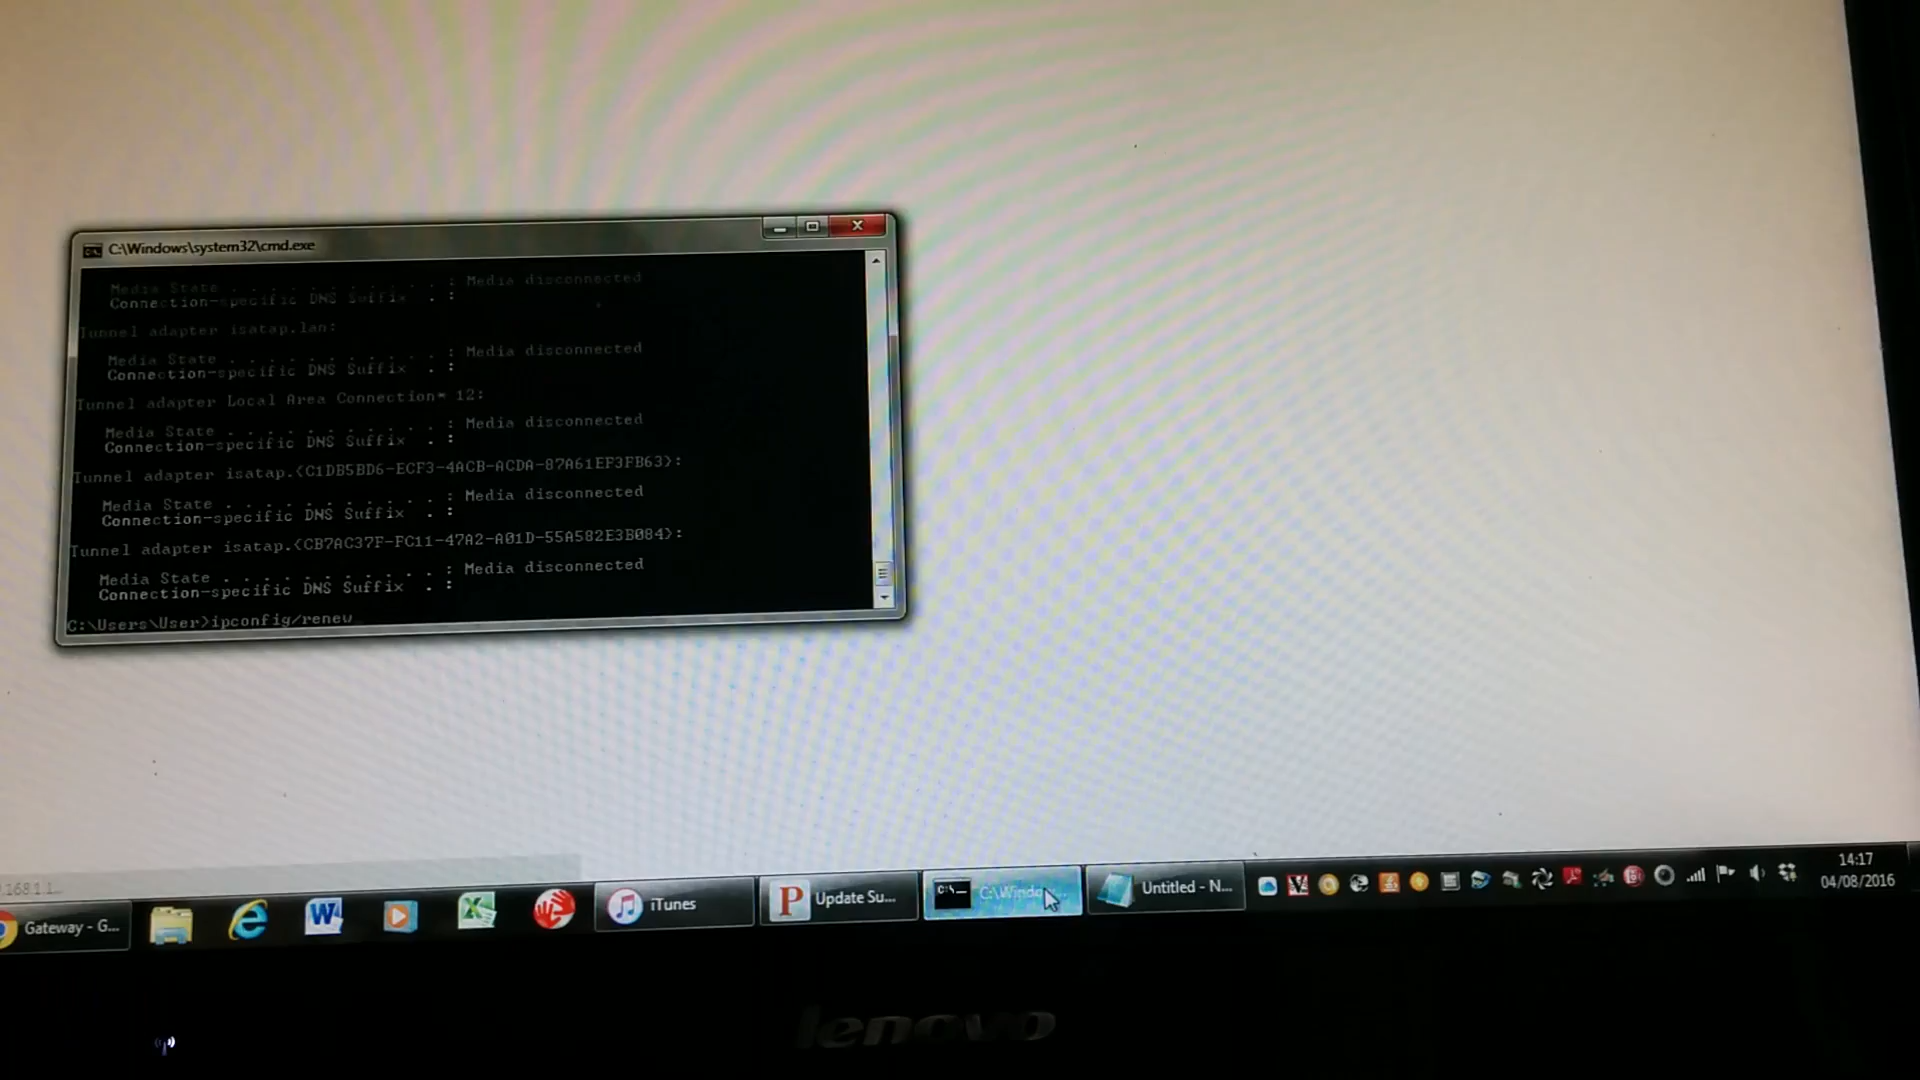 C:\Windows\system32\cmd.exe
Media State . . . . . . . . . . . : Media disconnected
Connection-specific DNS Suffix . :
Tunnel adapter isatap.lan:
Media State . . . . . . . . . . . : Media disconnected
Connection-specific DNS Suffix . :
Tunnel adapter Local Area Connection* 12:
Media State . . . . . . . . . . . : Media disconnected
Connection-specific DNS Suffix . :
Tunnel adapter isatap.{C1DB5BD6-ECF3-4ACB-ACDA-87A61EF3FB63}:
Media State . . . . . . . . . . . : Media disconnected
Connection-specific DNS Suffix . :
Tunnel adapter isatap.{CB7AC37F-FC11-47A2-A01D-55A582E3B084}:
Media State . . . . . . . . . . . : Media disconnected
Connection-specific DNS Suffix . :
C:\Users\User>ipconfig/renew
Gateway - G...
iTunes
Update Su...
C:\Windo...
Untitled - N...
14:17
04/08/2016
lenovo